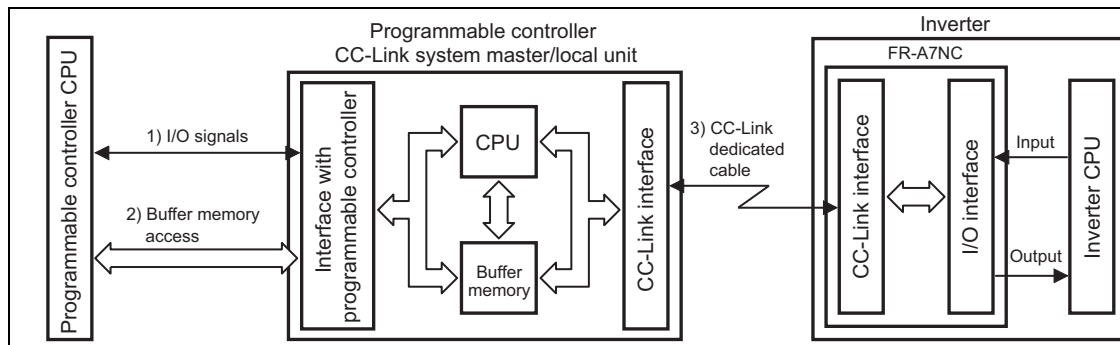 Programmable controller
CC-Link system master/local unit
Inverter
FR-A7NC
Programmable controller CPU
1) I/O signals
2) Buffer memory
access
Interface with
programmable controller
CPU
Buffer
memory
CC-Link interface
3) CC-Link
dedicated
cable
CC-Link interface
I/O interface
Input
Output
Inverter CPU